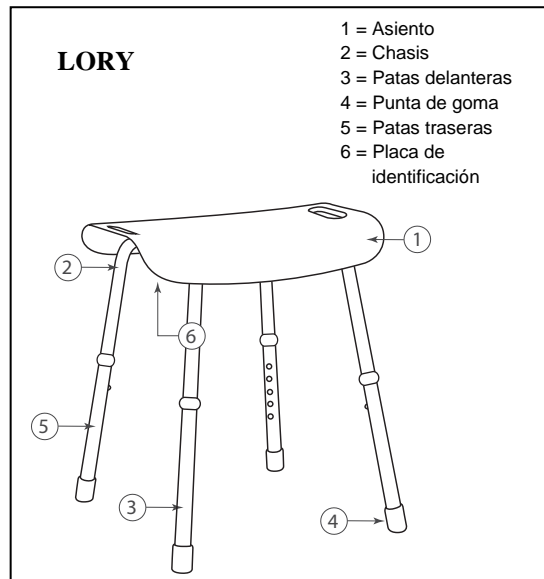 LORY
1 = Asiento
2 = Chasis
3 = Patas delanteras
4 = Punta de goma
5 = Patas traseras
6 = Placa de
identificación
1
2
6
5
3
4